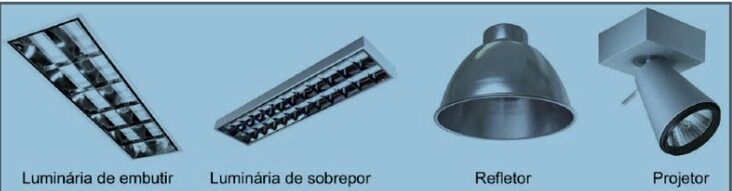 Luminária de embutir
Luminária de sobrepor
Refletor
Projetor